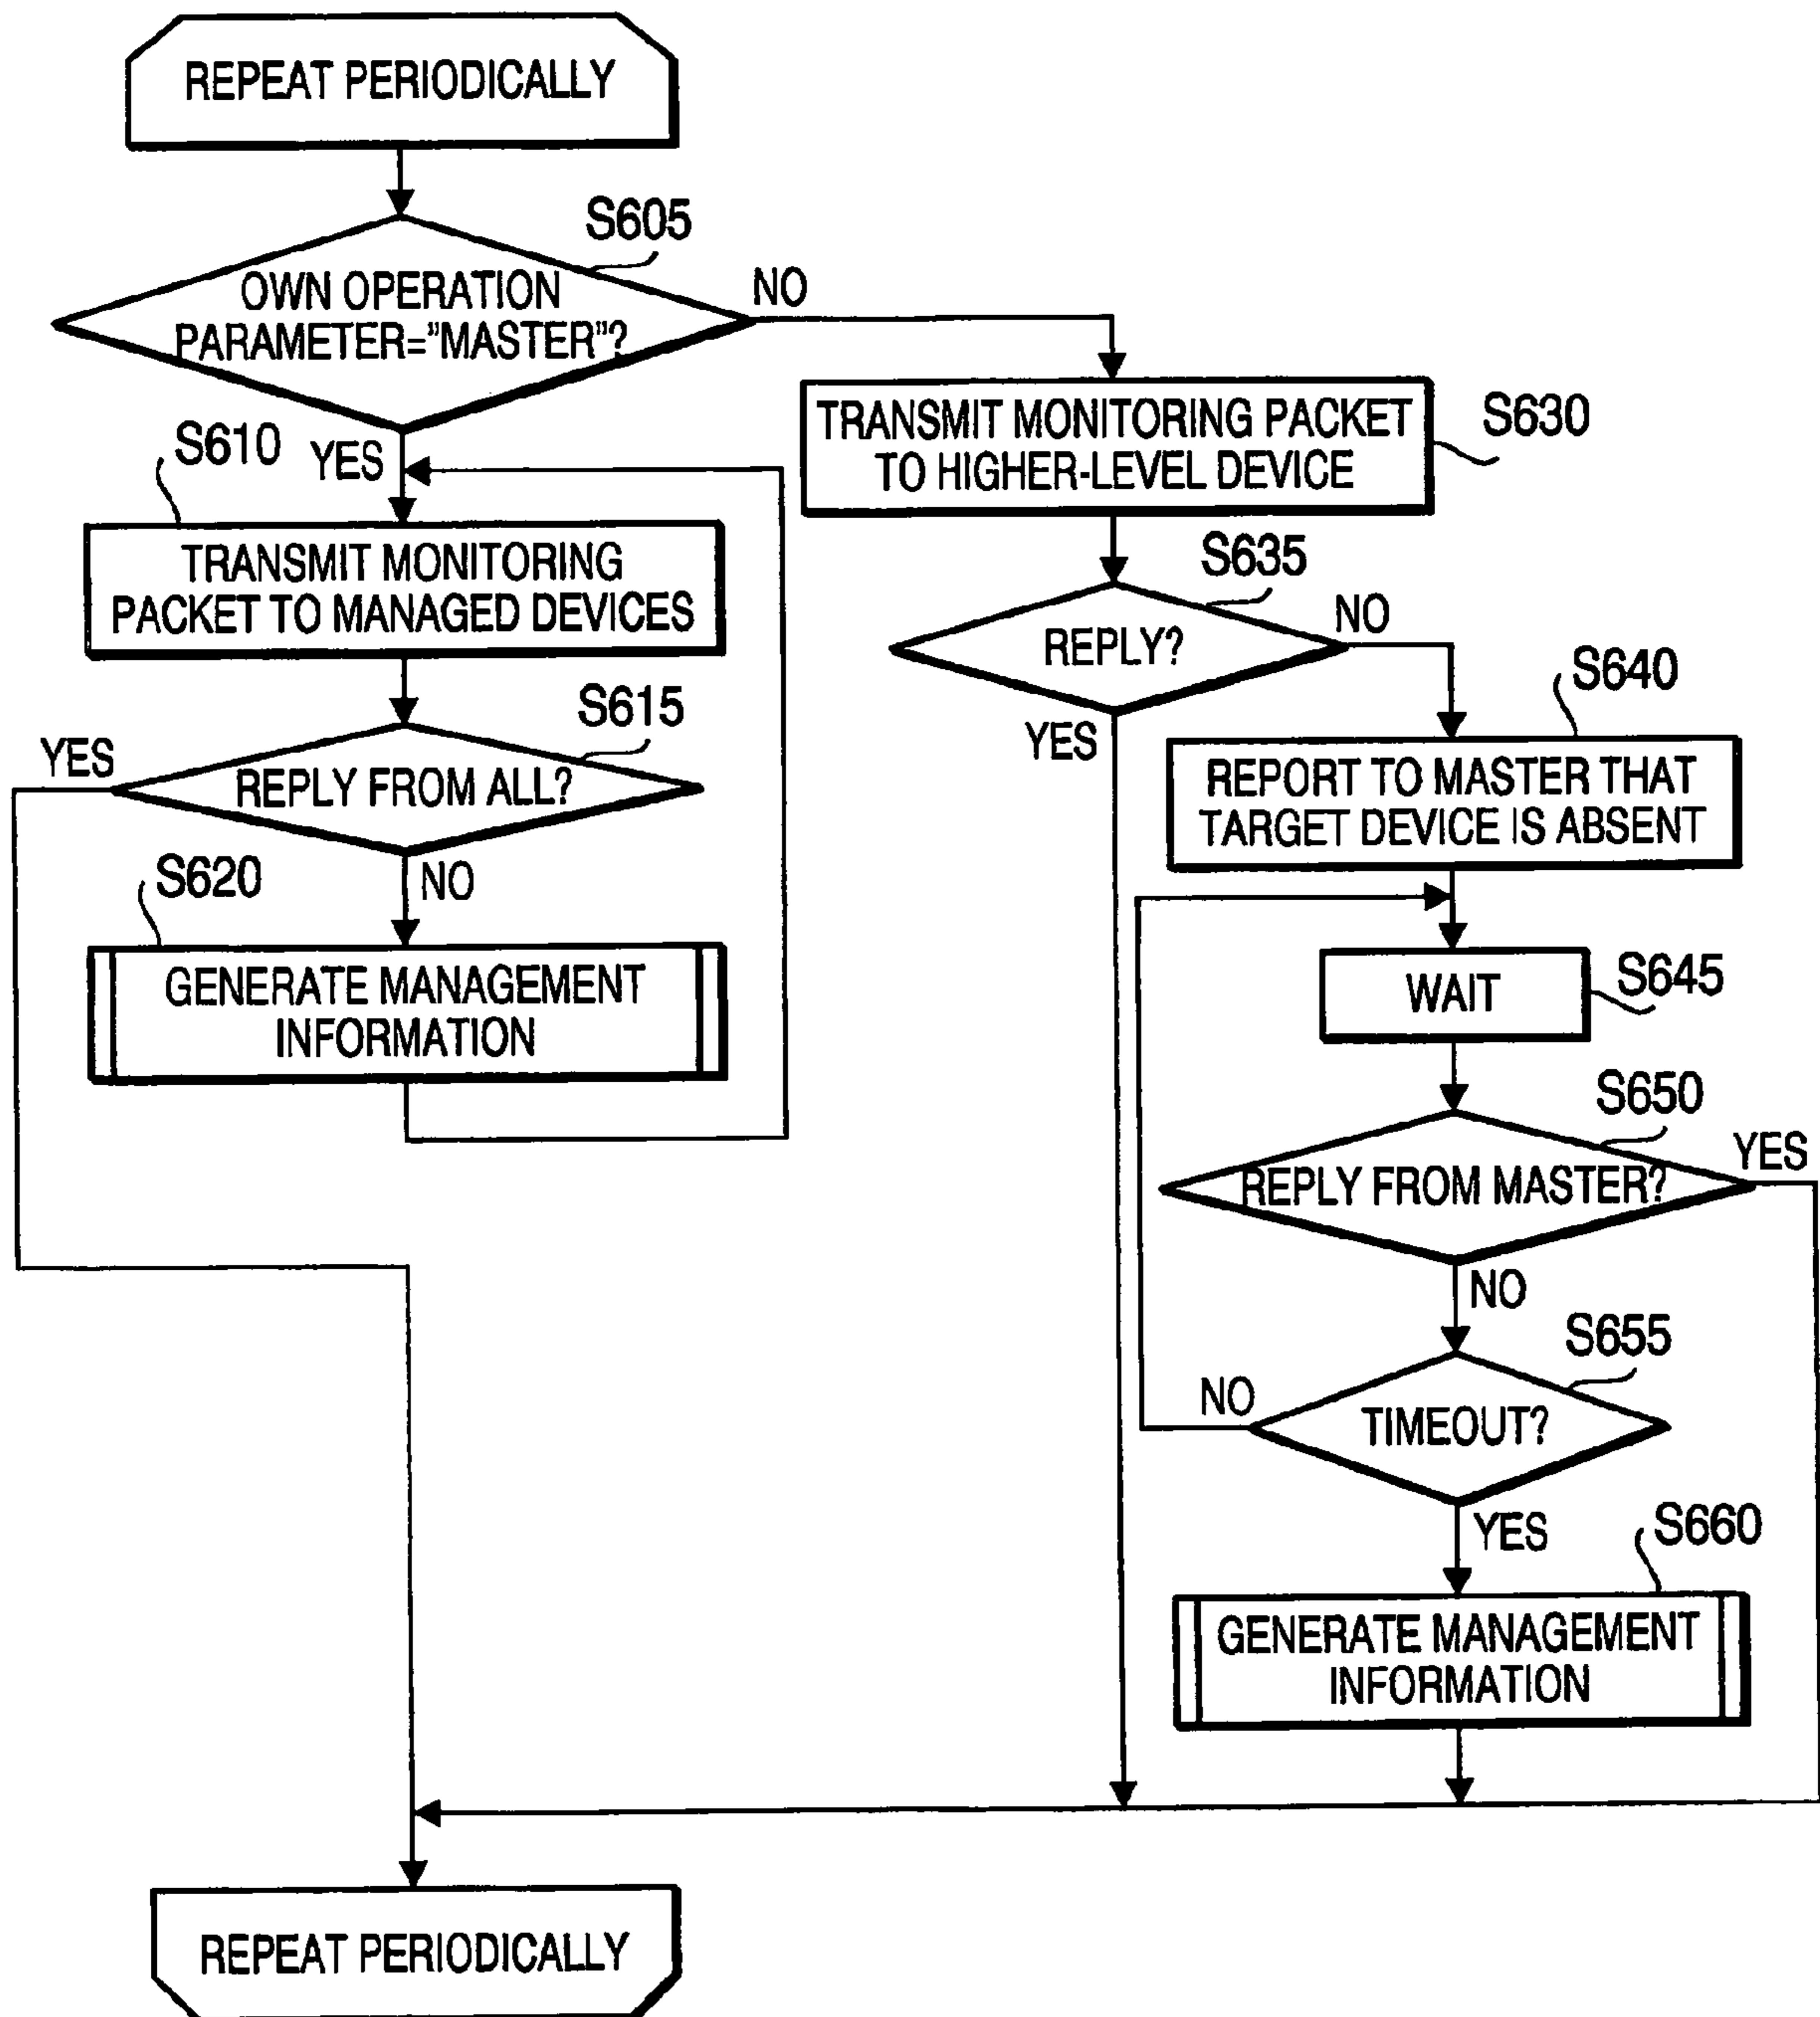 REPEAT PERIODICALLY
S605
OWN OPERATION
PARAMETER="MASTER"?
NO
YES
S610
TRANSMIT MONITORING
PACKET TO MANAGED DEVICES
S615
REPLY FROM ALL?
YES
NO
S620
GENERATE MANAGEMENT
INFORMATION
TRANSMIT MONITORING PACKET
TO HIGHER-LEVEL DEVICE
S630
S635
REPLY?
NO
YES
S640
REPORT TO MASTER THAT
TARGET DEVICE IS ABSENT
WAIT
S645
S650
REPLY FROM MASTER?
YES
NO
S655
TIMEOUT?
NO
YES
S660
GENERATE MANAGEMENT
INFORMATION
REPEAT PERIODICALLY